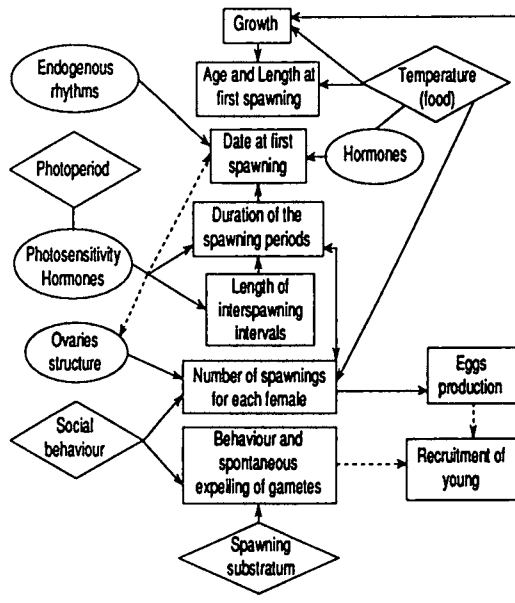 Growth
Endogenous
rhythms
Age and Length at
first spawning
Temperature
(food)
Date at first
spawning
Hormones
Photoperiod
Duration of the
spawning periods
Photosensitivity
Hormones
Length of
interspawning
intervals
Ovaries
structure
Number of spawnings
for each female
Eggs
production
Social
behaviour
Behaviour and
spontaneous
expelling of gametes
Recruitment of
young
Spawning
substratum